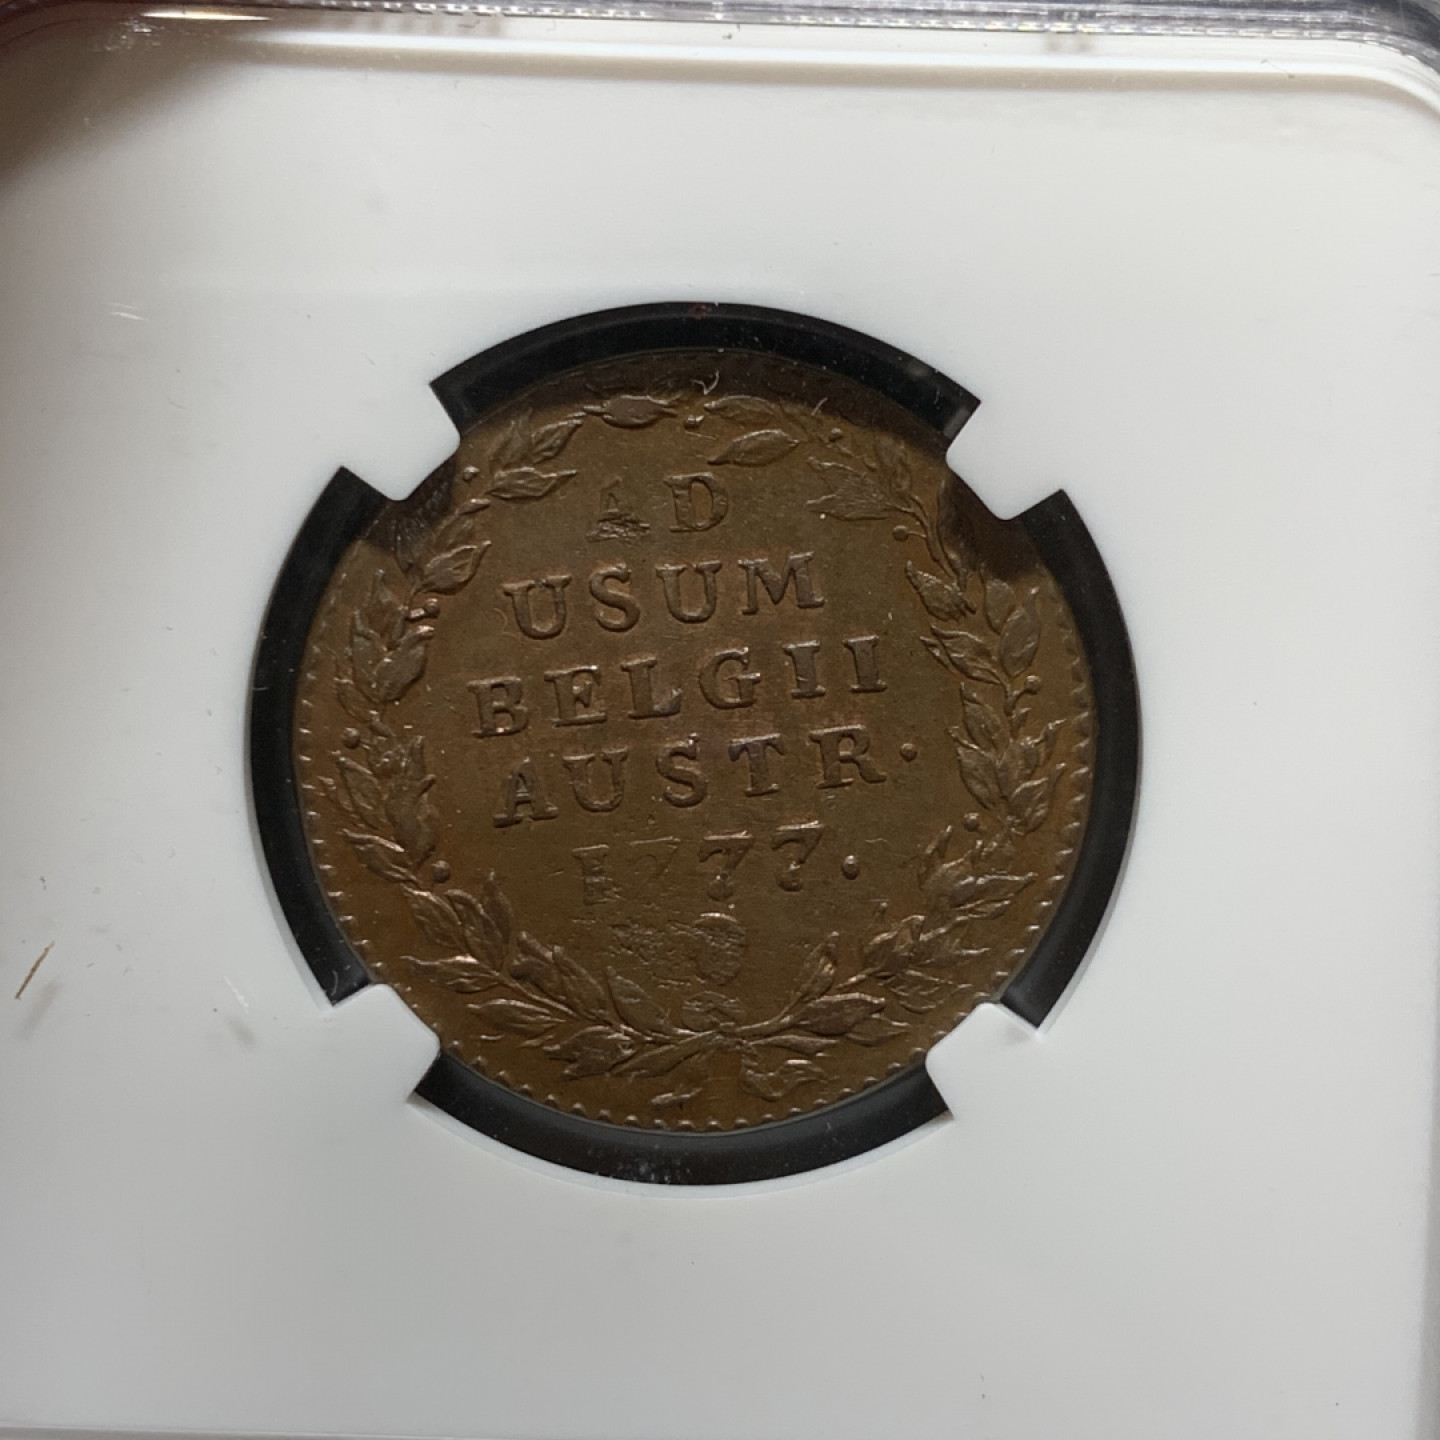 AD
USUM
BELGII
AUSTR.
1777.